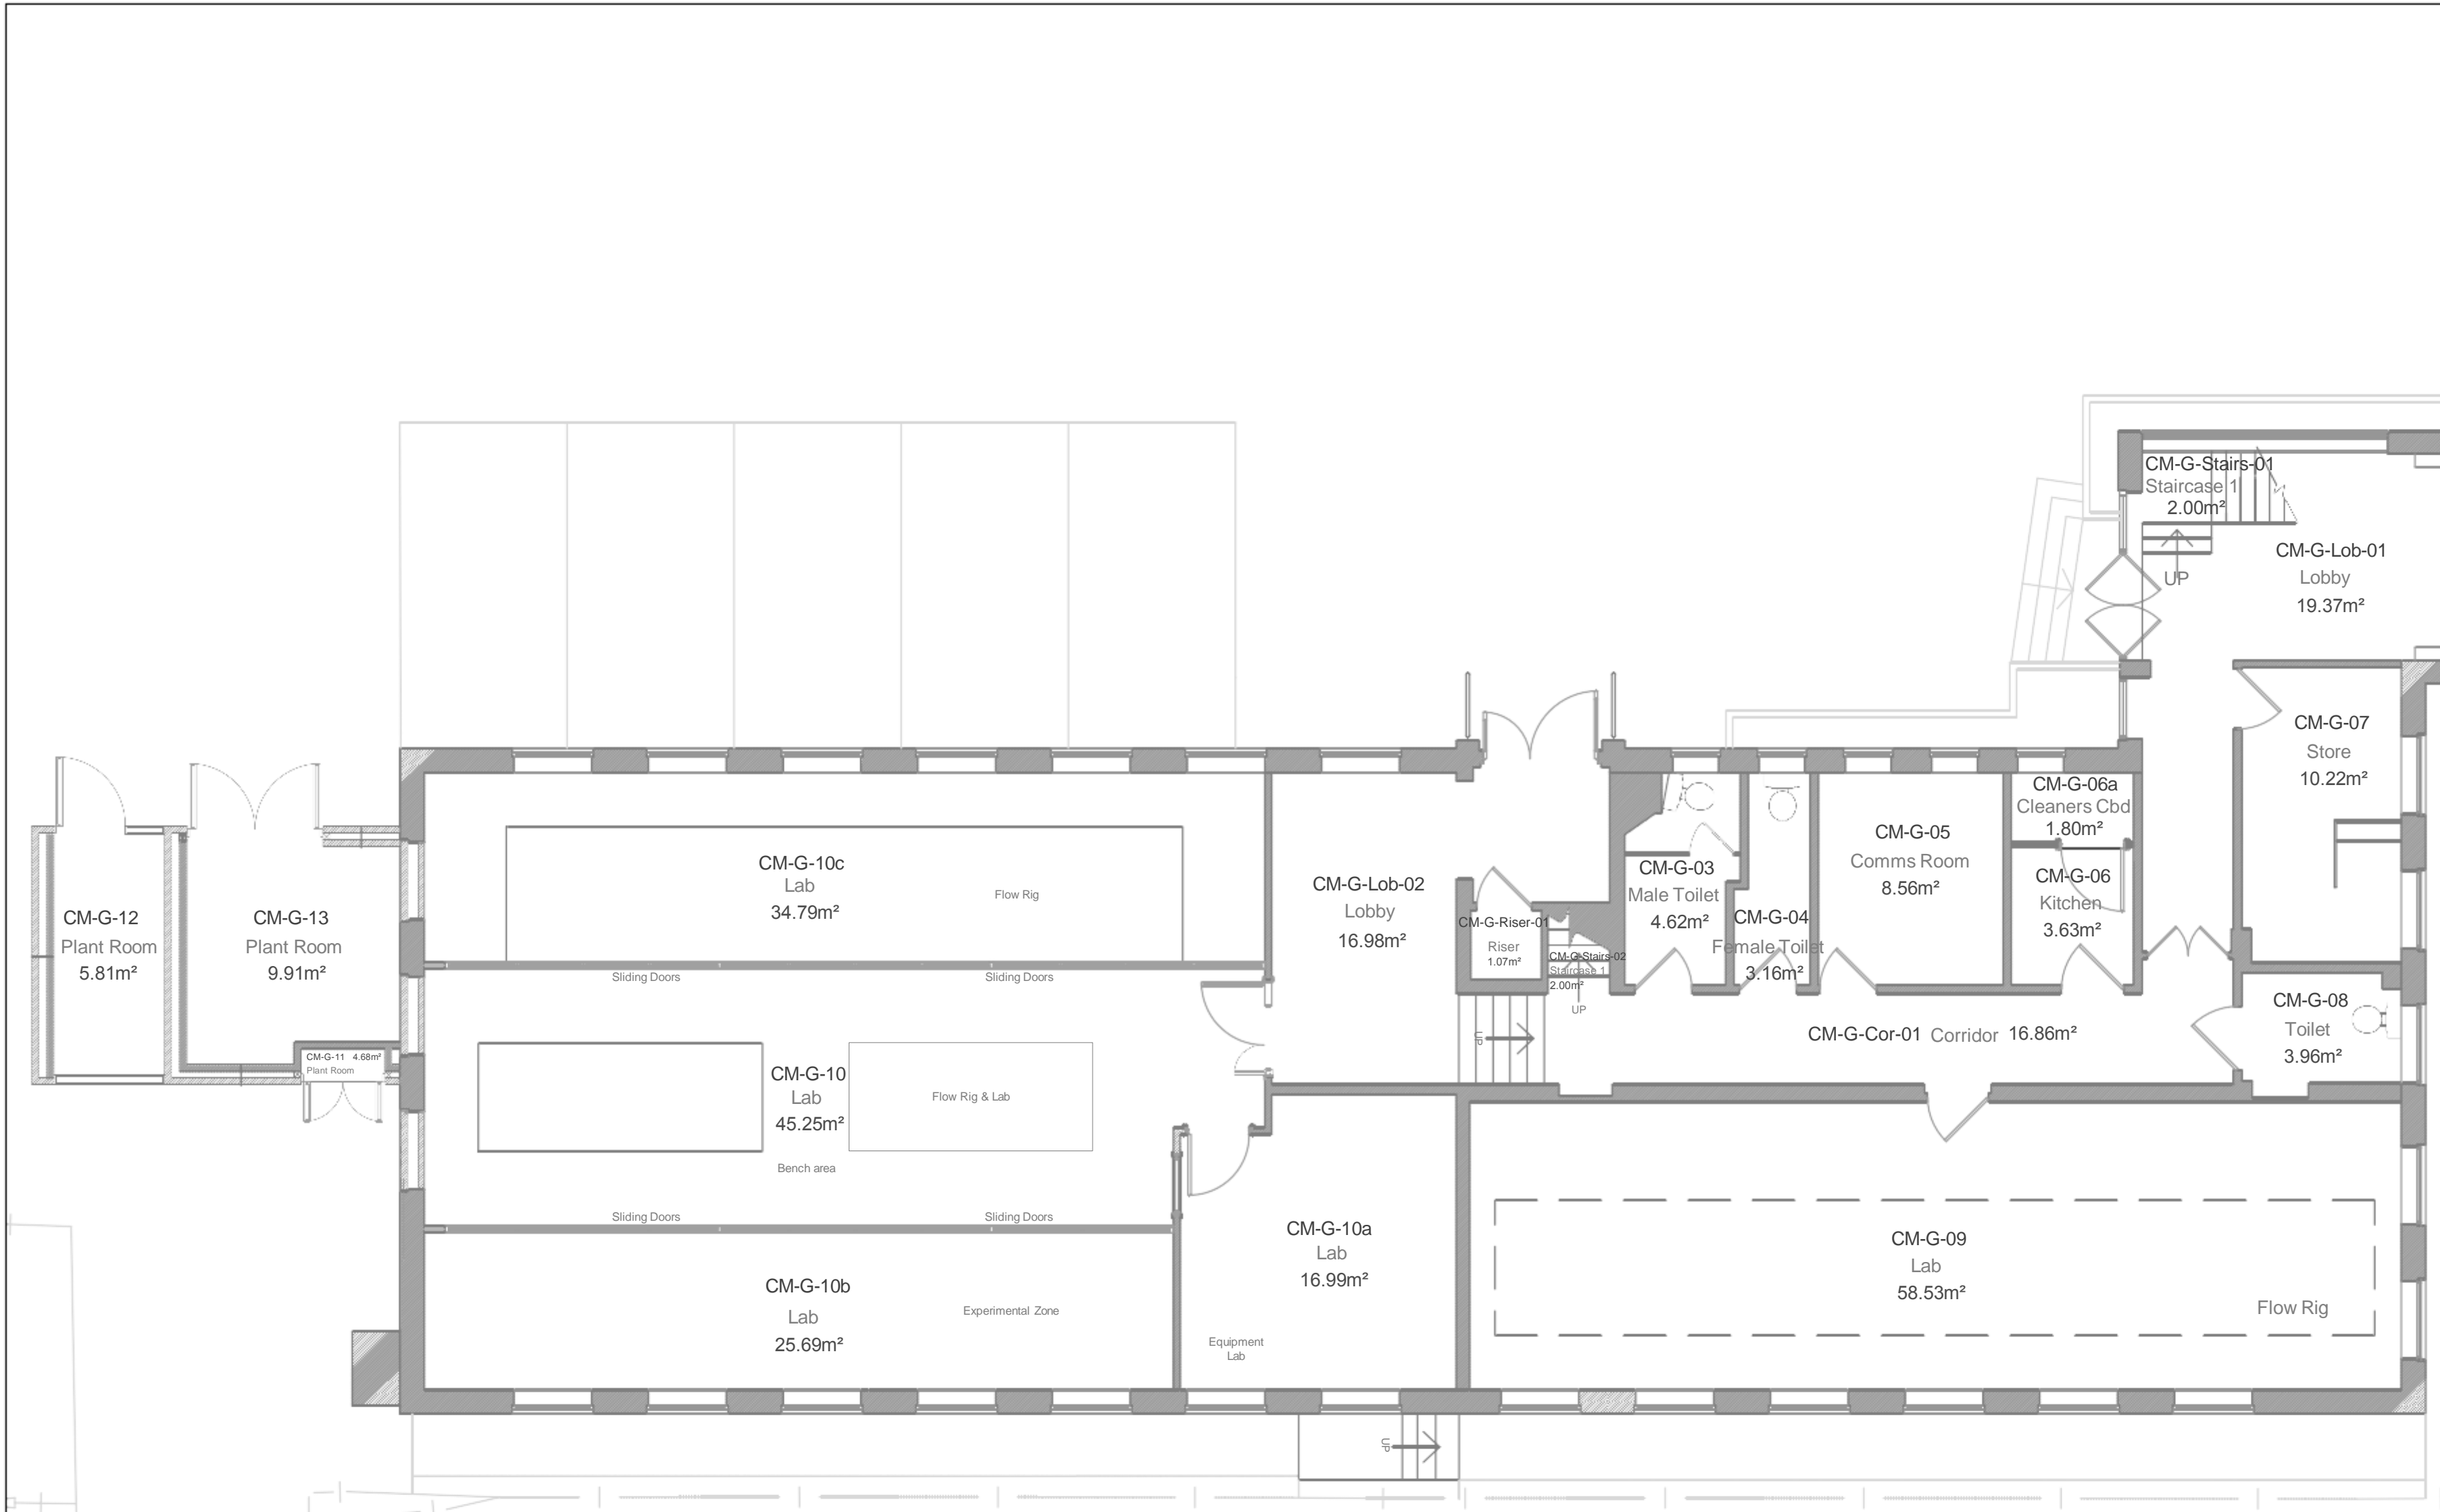 CM-G-Stairs-01
Staircase 1
2.00m²
UP
CM-G-Lob-01
Lobby
19.37m²
CM-G-07
Store
10.22m²
CM-G-06a
Cleaners Cbd
1.80m²
CM-G-06
Kitchen
3.63m²
CM-G-05
Comms Room
8.56m²
CM-G-03
Male Toilet
4.62m²
CM-G-04
Female Toilet
3.16m²
CM-G-Riser-01
Riser
1.07m²
CM-G-Stairs-02
Staircase 1
2.00m²
UP
UP
CM-G-Lob-02
Lobby
16.98m²
CM-G-10c
Lab
34.79m²
Flow Rig
CM-G-12
Plant Room
5.81m²
CM-G-13
Plant Room
9.91m²
CM-G-11 4.68m²
Plant Room
Sliding Doors
Sliding Doors
CM-G-10
Lab
45.25m²
Flow Rig & Lab
Bench area
Sliding Doors
Sliding Doors
CM-G-Cor-01 Corridor 16.86m²
CM-G-08
Toilet
3.96m²
CM-G-10b
Lab
25.69m²
Experimental Zone
CM-G-10a
Lab
16.99m²
Equipment
Lab
CM-G-09
Lab
58.53m²
Flow Rig
UP